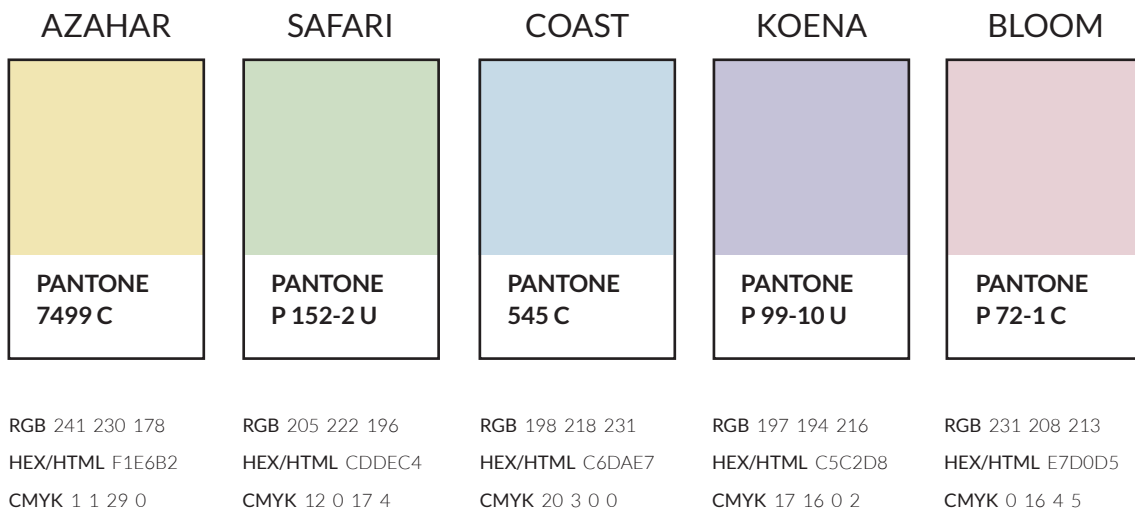 AZAHAR
SAFARI
COAST
KOENA
BLOOM
PANTONE
7499 C
PANTONE
P 152-2 U
PANTONE
545 C
PANTONE
P 99-10 U
PANTONE
P 72-1 C
RGB 241 230 178
HEX/HTML F1E6B2
CMYK 1 1 29 0
RGB 205 222 196
HEX/HTML CDDEC4
CMYK 12 0 17 4
RGB 198 218 231
HEX/HTML C6DAE7
CMYK 20 3 0 0
RGB 197 194 216
HEX/HTML C5C2D8
CMYK 17 16 0 2
RGB 231 208 213
HEX/HTML E7D0D5
CMYK 0 16 4 5